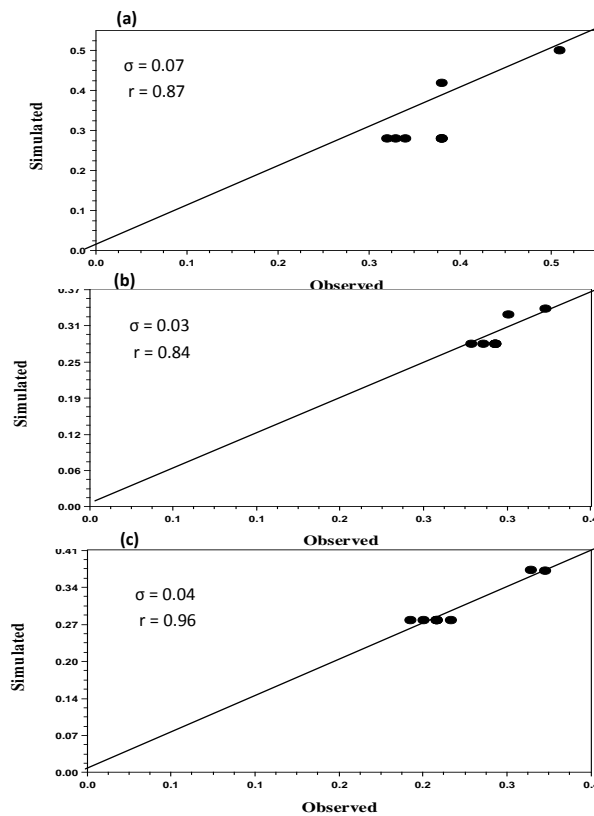 (a)
σ = 0.07
r = 0.87
Simulated
0.5
0.4
0.3
0.1
0.0
0.0
0.1
0.3
0.4
0.5
Observed
(b)
σ = 0.03
r = 0.84
Simulated
0.37
0.31
0.25
0.19
0.12
0.06
0.00
0.0
0.1
0.1
0.2
0.3
0.3
0.4
Observed
(c)
σ = 0.04
r = 0.96
Simulated
0.41
0.34
0.27
0.20
0.14
0.07
0.00
0.0
0.1
0.1
0.2
0.2
0.3
0.4
Observed